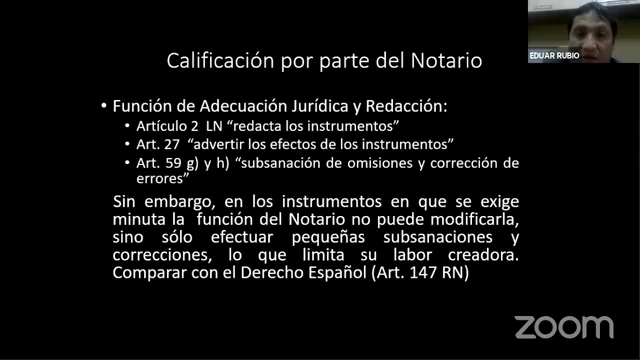 EDUAR RUBIO
Calificación por parte del Notario
• Función de Adecuación Jurídica y Redacción:
• Artículo 2 LN “redacta los instrumentos”
• Art. 27 “advertir los efectos de los instrumentos”
• Art. 59 g) y h) “subsanación de omisiones y corrección de
errores”
Sin embargo, en los instrumentos en que se exige
minuta la función del Notario no puede modificarla,
sino sólo efectuar pequeñas subsanaciones y
correcciones, lo que limita su labor creadora.
Comparar con el Derecho Español (Art. 147 RN)
zoom